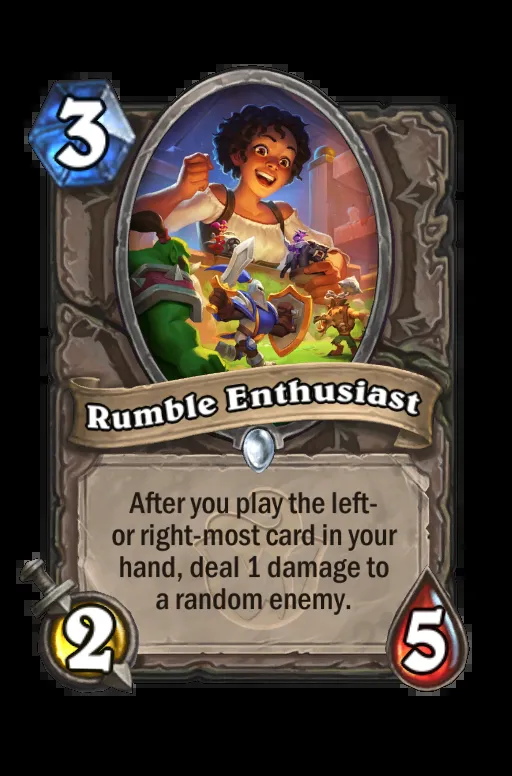 3
Rumble Enthusiast
After you play the left-
or right-most card in your
hand, deal 1 damage to
a random enemy.
2
5